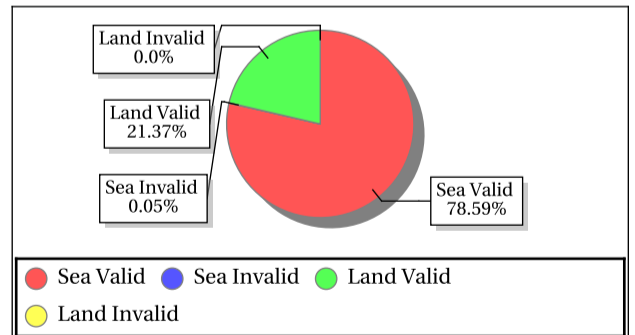 Land Invalid
0.0%
Land Valid
21.37%
Sea Invalid
0.05%
Sea Valid
78.59%
Sea Valid Sea Invalid Land Valid
Land Invalid